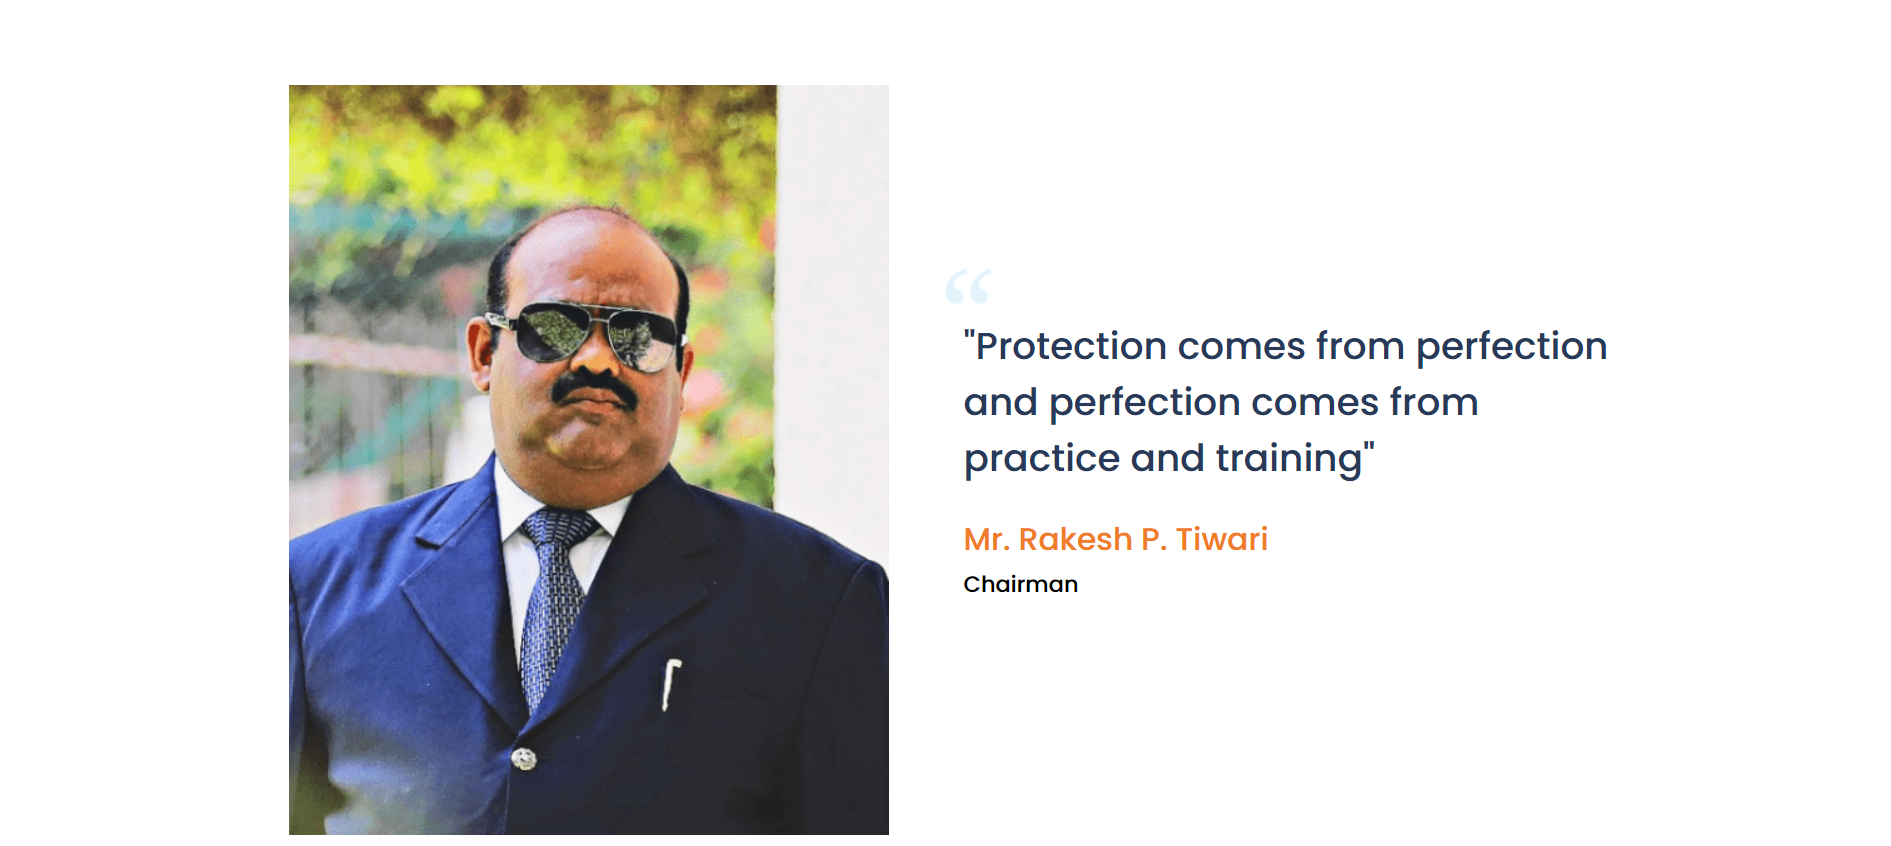 "Protection comes from perfection
and perfection comes from
practice and training"
Mr. Rakesh P. Tiwari
Chairman